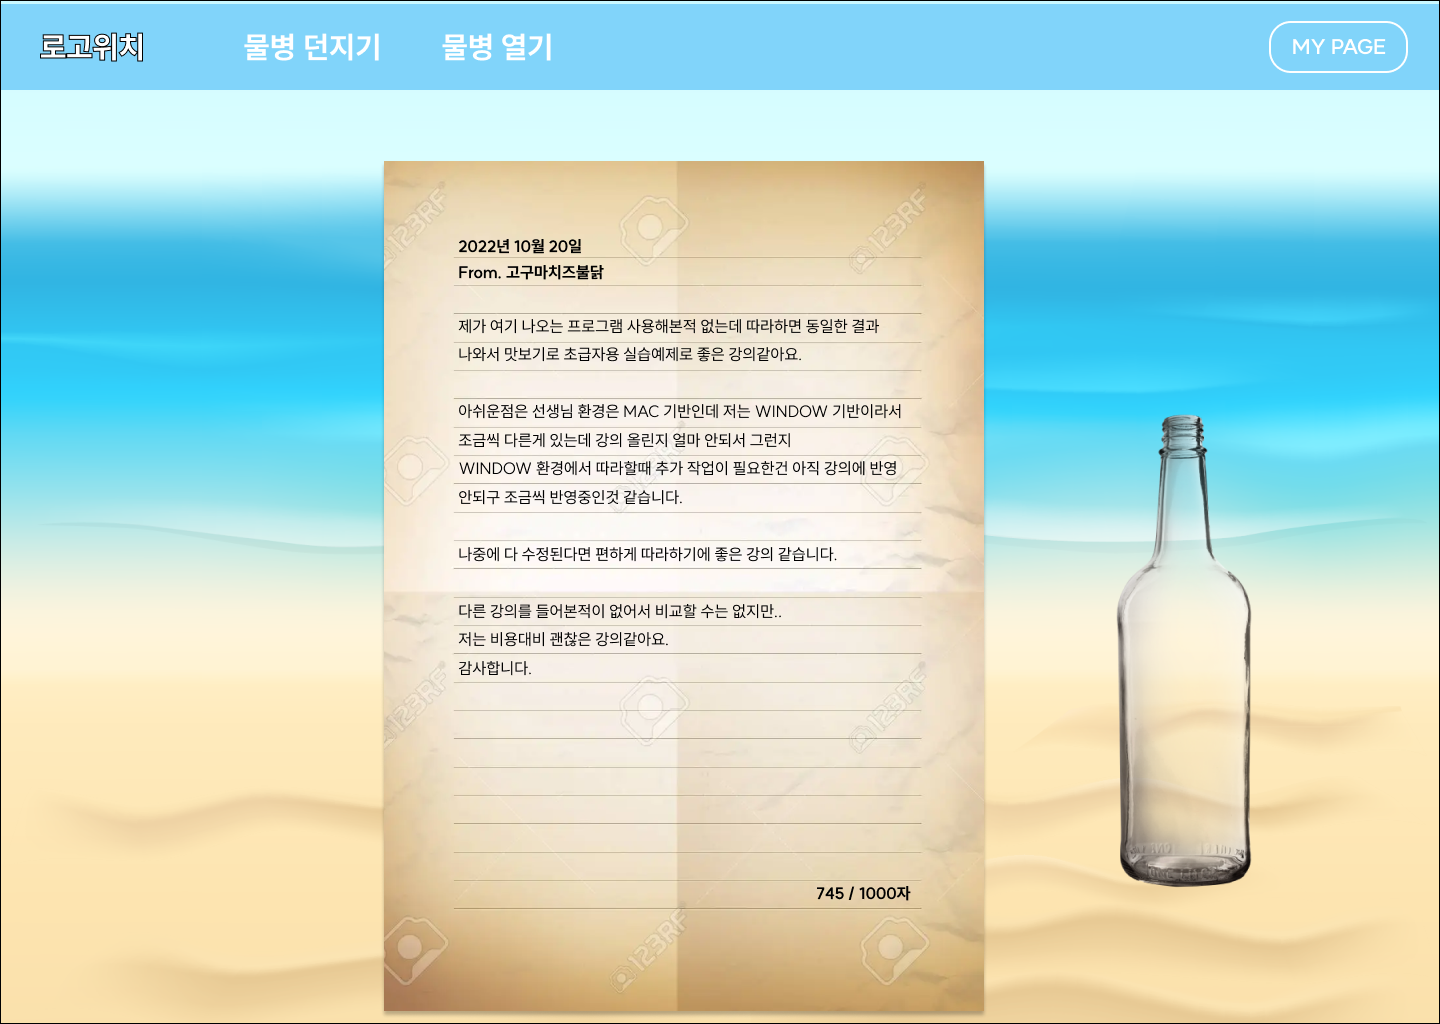 로고위치
물병 던지기
물병 열기
MY PAGE
2022년 10월 20일
From. 고구마치즈불닭
제가 여기 나오는 프로그램 사용해본적 없는데 따라하면 동일한 결과
나와서 맛보기로 초급자용 실습예제로 좋은 강의같아요.
아쉬운점은 선생님 환경은 MAC 기반인데 저는 WINDOW 기반이라서
조금씩 다른게 있는데 강의 올린지 얼마 안되서 그런지
WINDOW 환경에서 따라할때 추가 작업이 필요한건 아직 강의에 반영
안되구 조금씩 반영중인것 같습니다.
나중에 다 수정된다면 편하게 따라하기에 좋은 강의 같습니다.
다른 강의를 들어본적이 없어서 비교할 수는 없지만..
저는 비용대비 괜찮은 강의같아요.
감사합니다.
745 / 1000자
123RF
123RF
123RF
123RF
123RF